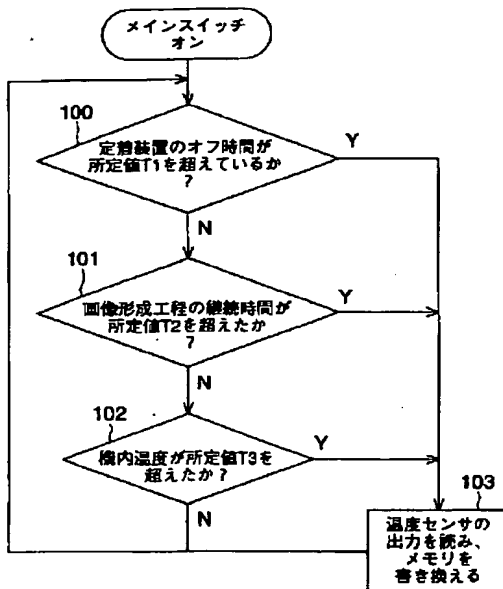 メインスイッチ
オン
100
定着装置のオフ時間が
所定値T1を超えているか
?
Y
N
101
画像形成工程の継続時間が
所定値T2を超えたか
?
Y
N
102
機内温度が所定値T3を
超えたか?
Y
N
103
温度センサの
出力を読み、
メモリを
書き換える